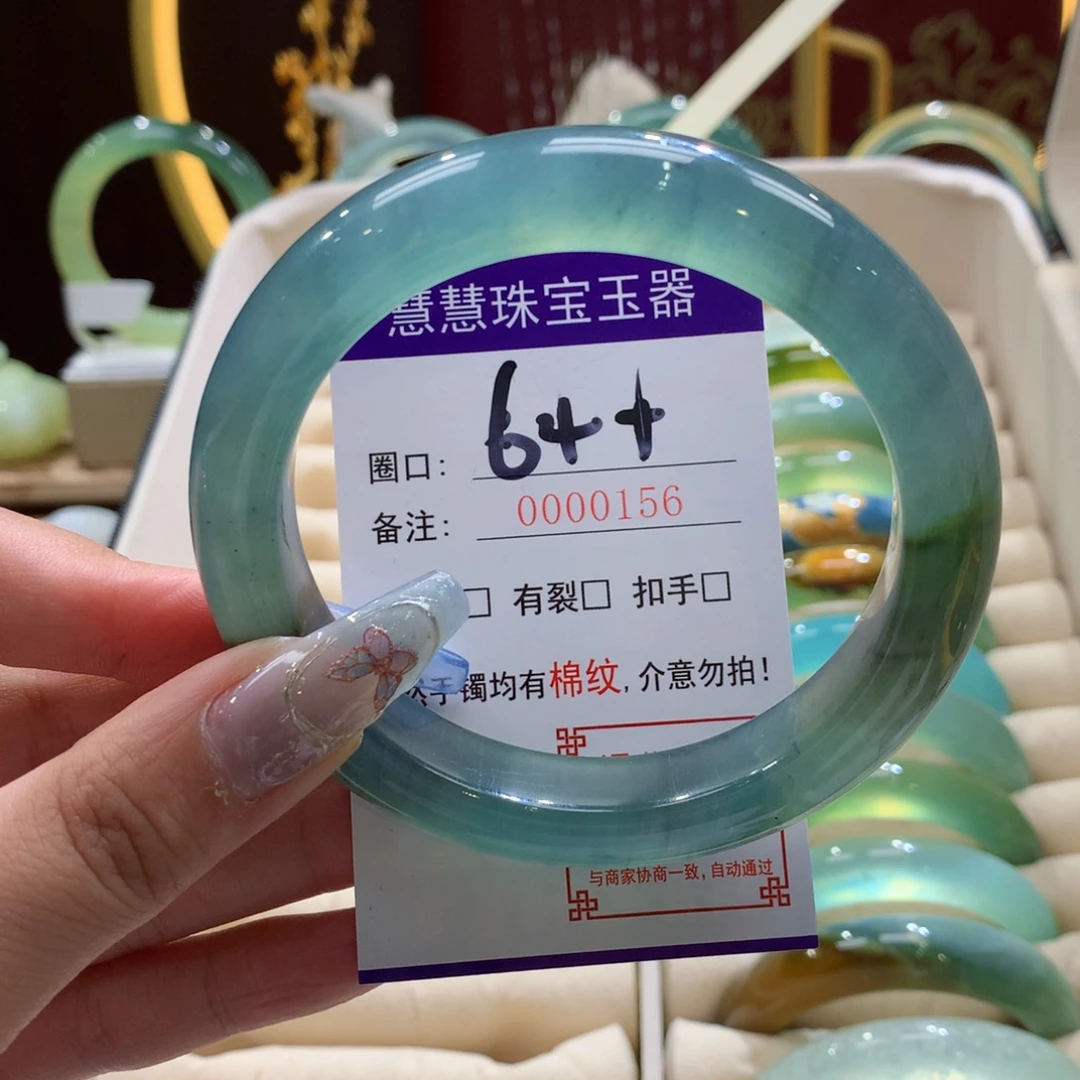 慧慧珠宝玉器
圈口: 64+
备注: 0000156
有裂□ 扣手□
镯均有棉纹,介意勿拍!
与商家协商一致,自动通过